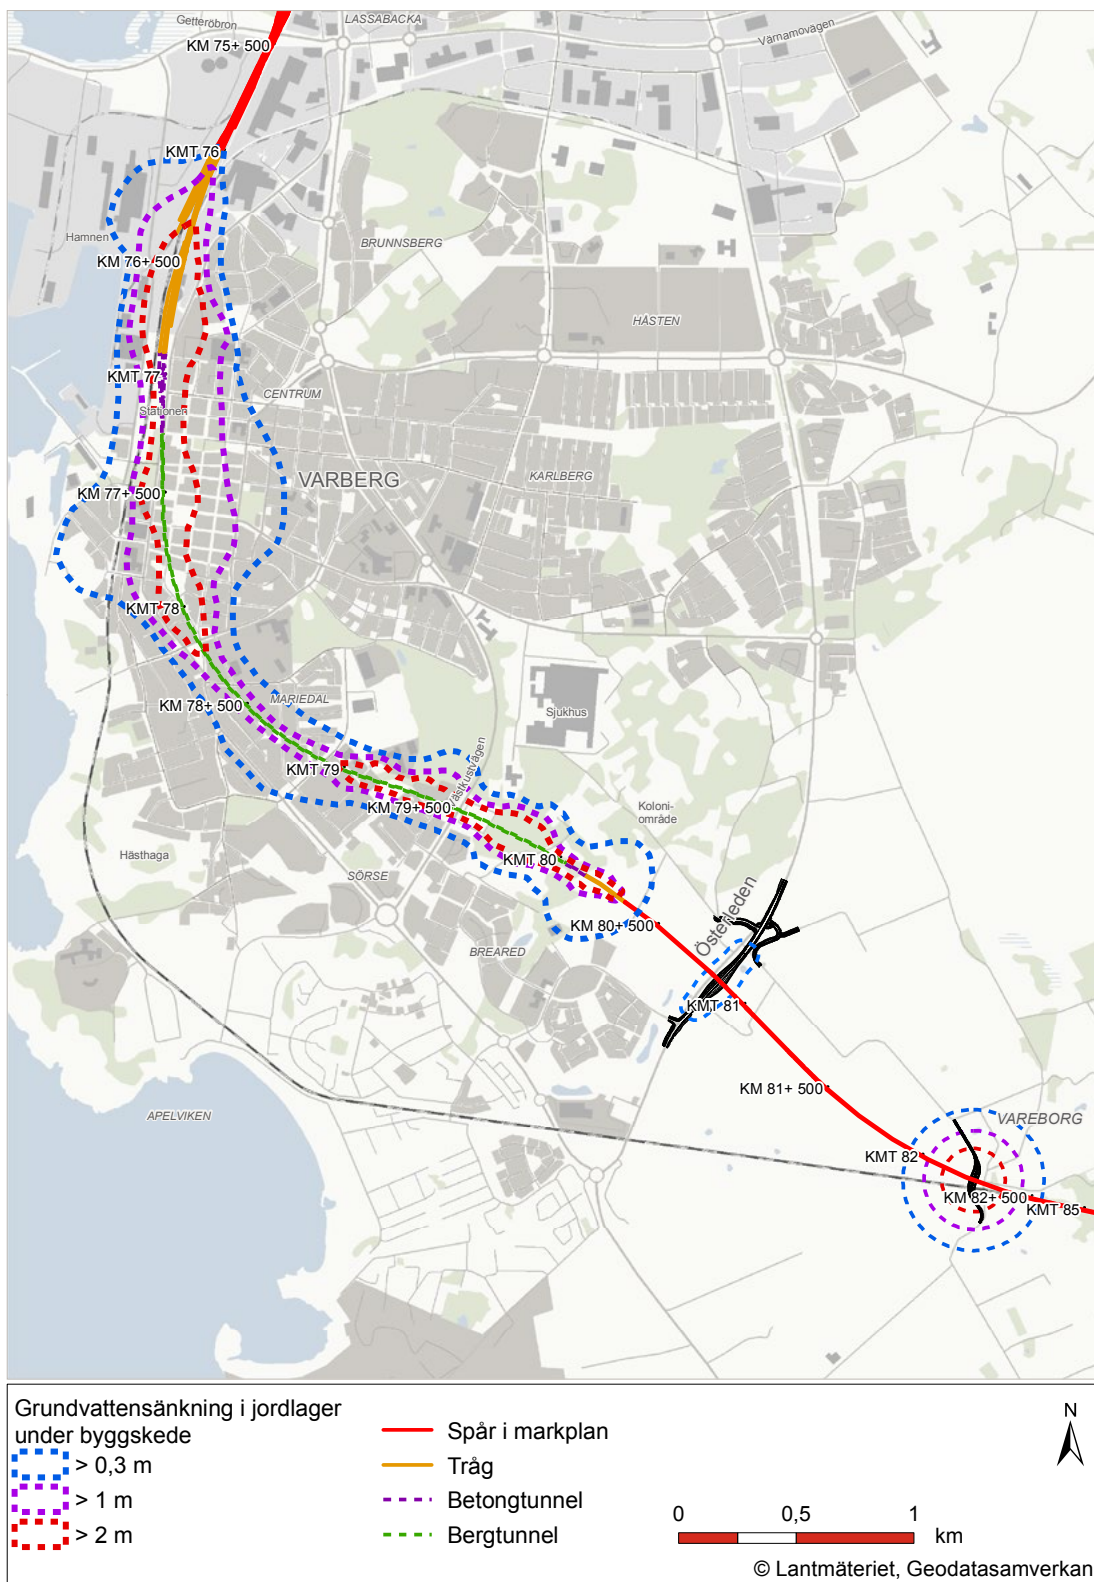 Getteröbron
LASSABACKA
Värnamovägen
KM 75+ 500
KMT 76
Hamnen
BRUNNSBERG
KM 76+ 500
HÅSTEN
KMT 77
CENTRUM
Stationen
VARBERG
KARLBERG
KM 77+ 500
KMT 78
MARIEDAL
KM 78+ 500
Sjukhus
Västkustvägen
KMT 79
KM 79+ 500
Koloni-
område
Hästhaga
KMT 80
SÖRSE
Österleden
KM 80+ 500
BREARED
KMT 81
KM 81+ 500
APELVIKEN
VAREBORG
KMT 82
KM 82+ 500
KMT 85
Grundvattensänkning i jordlager
under byggskede
> 0,3 m
> 1 m
> 2 m
Spår i markplan
Tråg
Betongtunnel
Bergtunnel
N
0 0,5 1
km
© Lantmäteriet, Geodatasamverkan